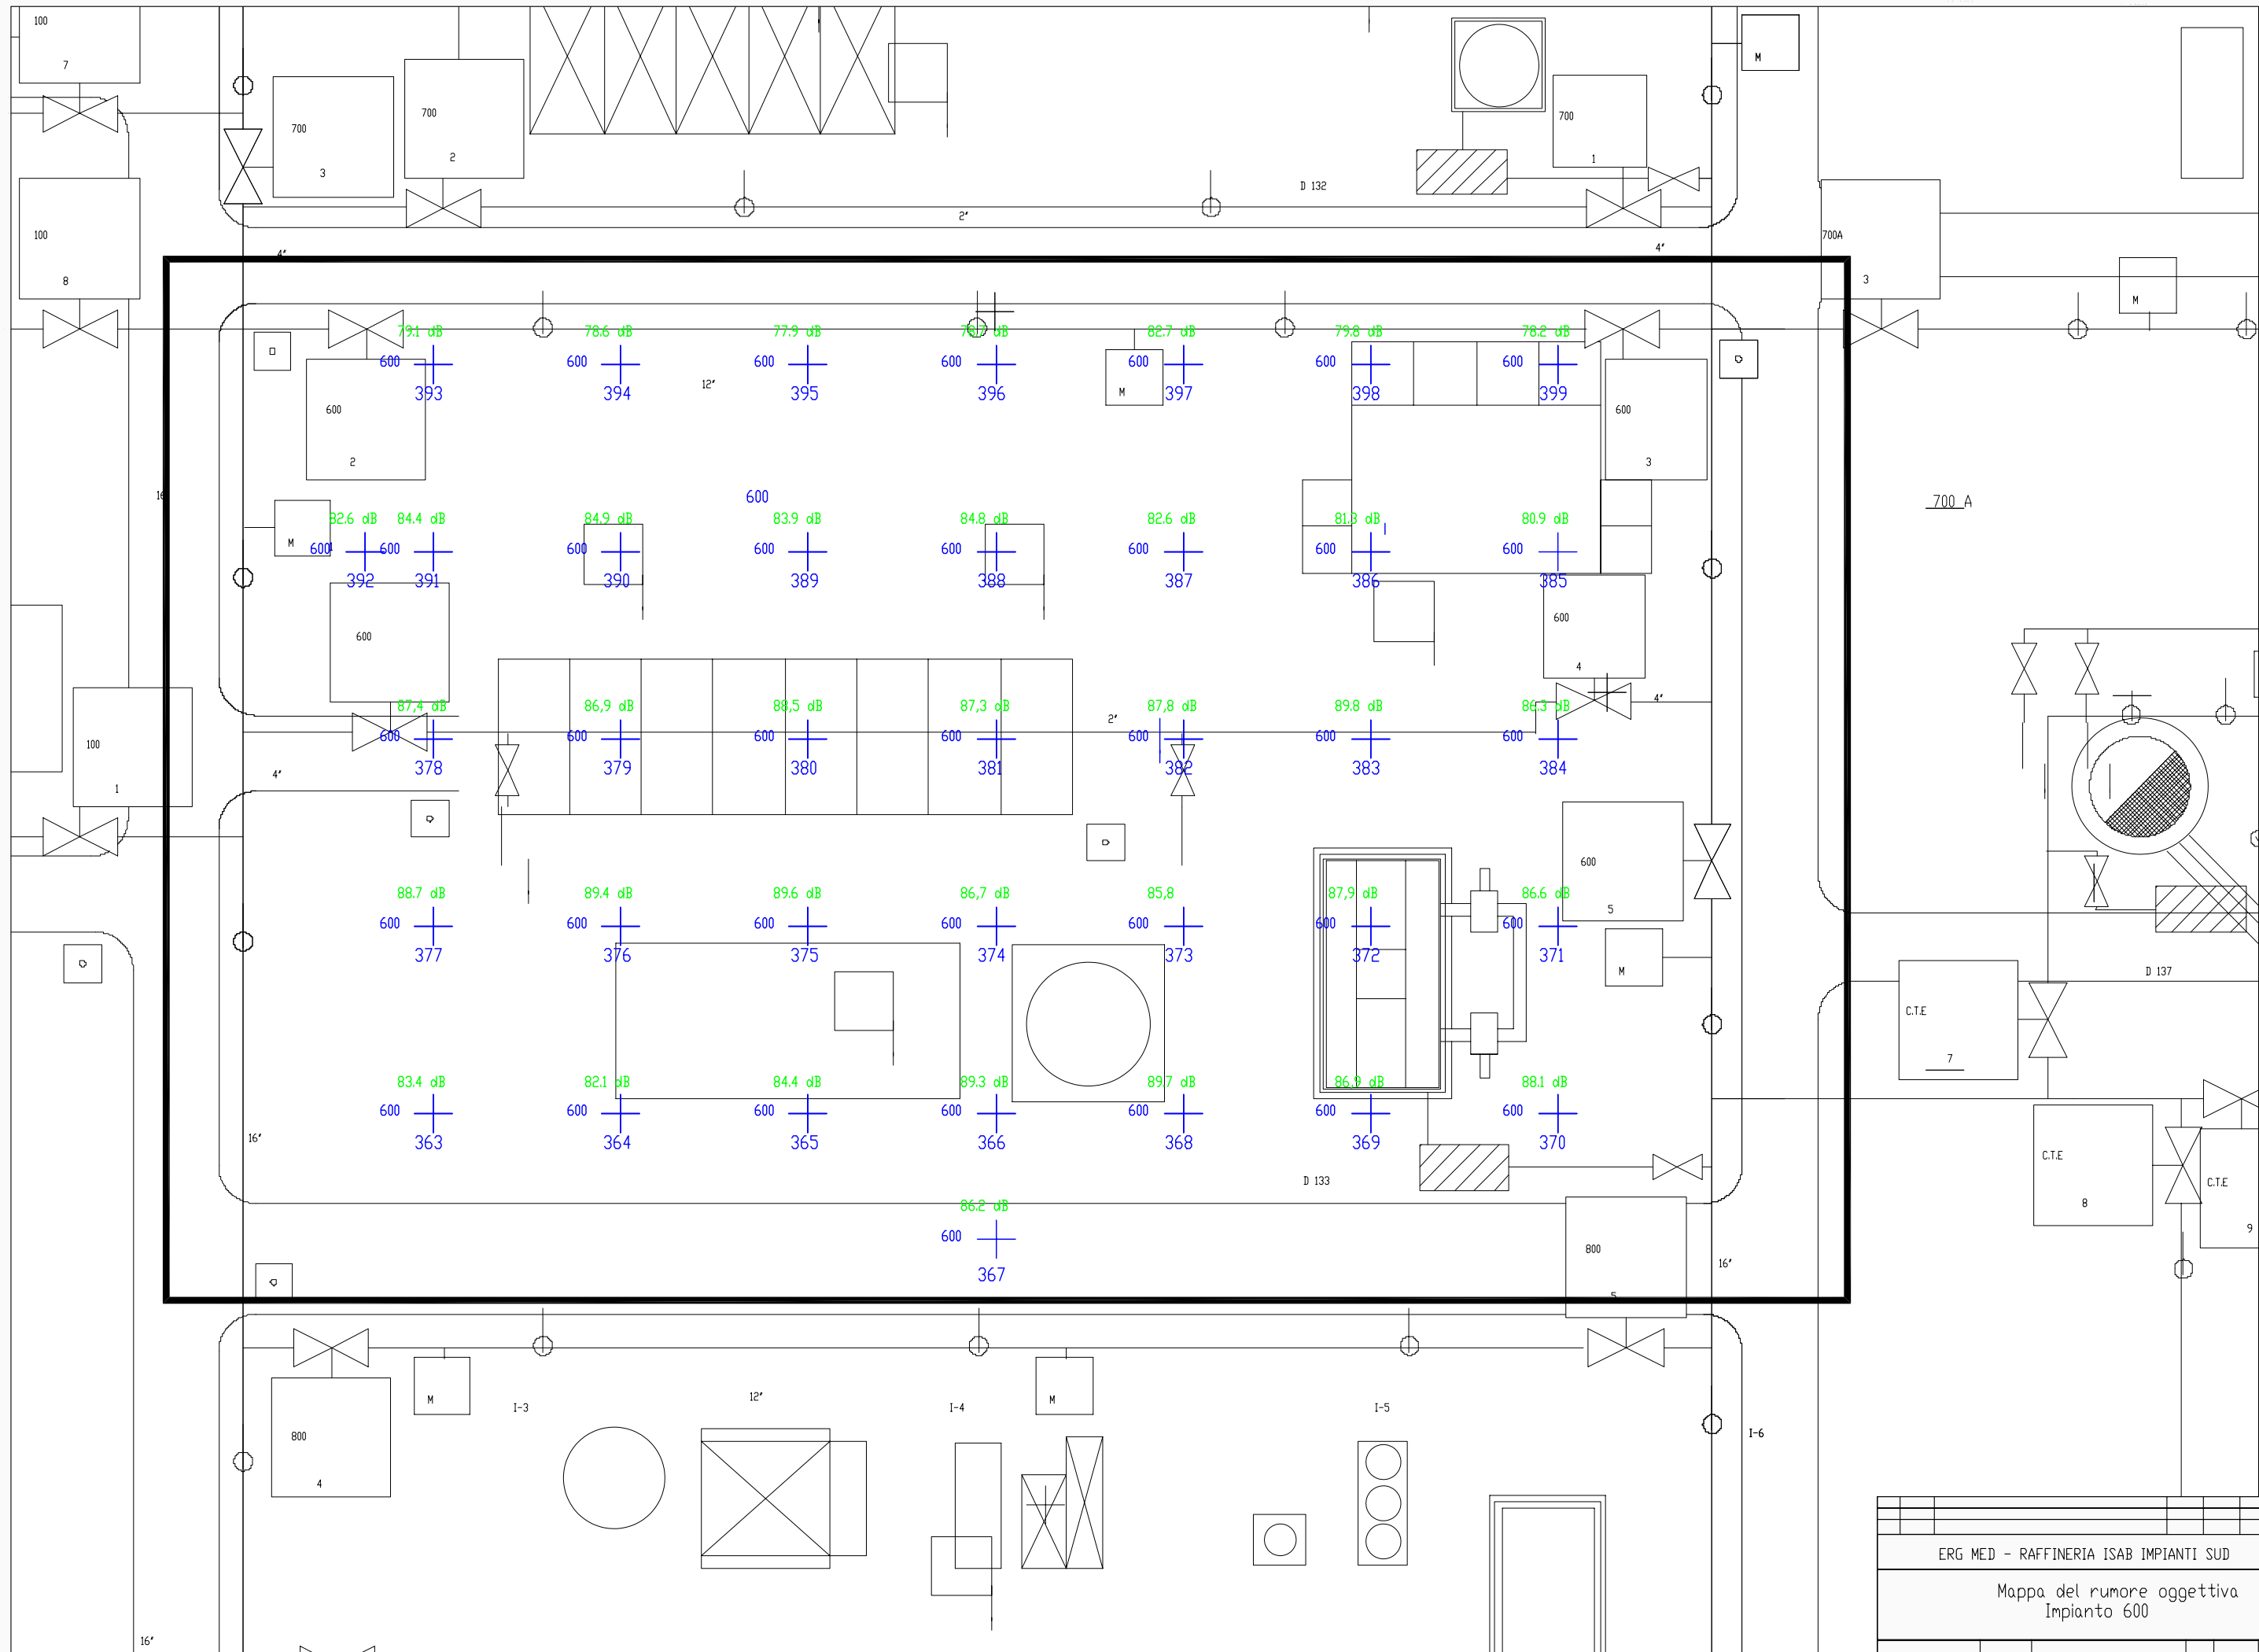 100
7
M
700
3
700
2
700
1
D 132
2"
100
8
4"
4"
700A
3
M
79.1 dB 78.6 dB 77.9 dB 82.7 dB 79.8 dB 78.2 dB
600 600 600 600 600 600 600
393 394 395 396 397 398 399
12"
M
600
2
600
3
600
700 A
82.6 dB 84.4 dB 84.9 dB 83.9 dB 84.8 dB 82.6 dB 81.3 dB 80.9 dB
M
600 600 600 600 600 600 600 600
392 391 390 389 388 387 386 385
600
600
4
4"
87,4 dB 86,9 dB 88,5 dB 87,3 dB 87,8 dB 89.8 dB 86.3 dB
2"
600 600 600 600 600 600 600
378 379 380 381 382 383 384
100
1
4"
600
5
88.7 dB 89.4 dB 89.6 dB 86,7 dB 85,8 87,9 dB 86.6 dB
600 600 600 600 600 600 600
377 376 375 374 373 372 371
M
D 137
C.T.E
7
83.4 dB 82.1 dB 84.4 dB 89.3 dB 89.7 dB 86.9 dB 88.1 dB
600 600 600 600 600 600 600
363 364 365 366 368 369 370
16"
C.T.E
8
C.T.E
9
D 133
86.2 dB
600
367
800
5
16"
M
M
I-3
12"
I-4
I-5
I-6
800
4
16"
ERG MED - RAFFINERIA ISAB IMPIANTI SUD
Mappa del rumore oggettiva
Impianto 600